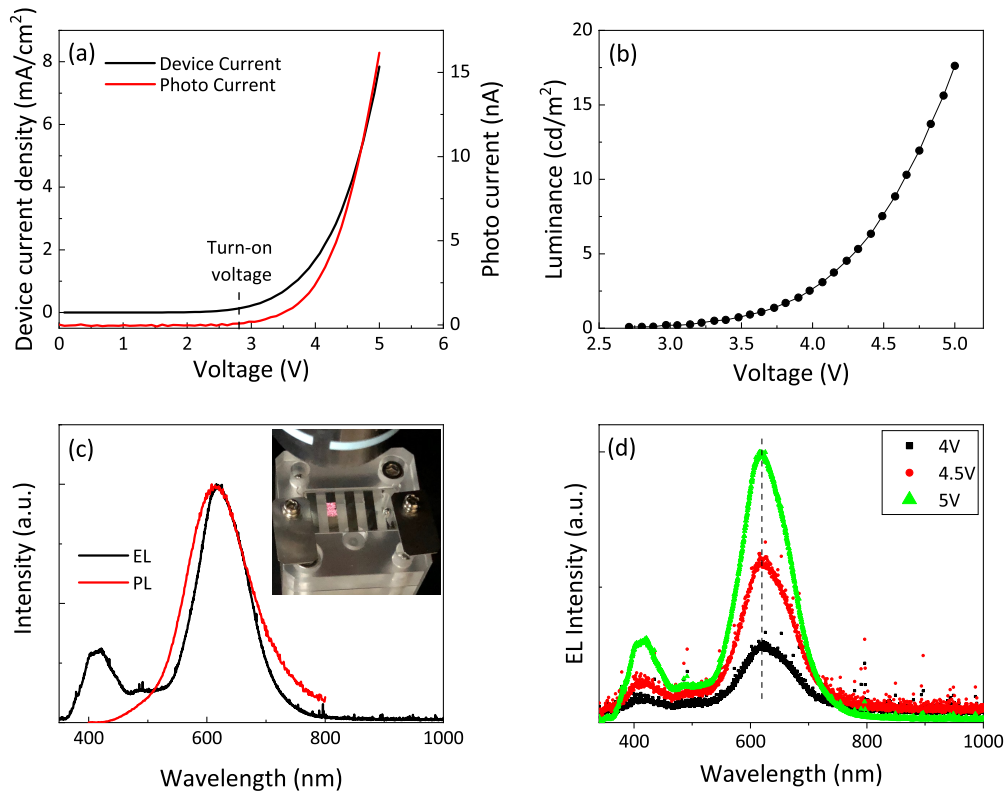 (a)
Device Current
Photo Current
Turn-on
voltage
Device current density (mA/cm²)
8
6
4
2
0
Photo current (nA)
15
10
5
0
0 1 2 3 4 5 6
Voltage (V)
(b)
Luminance (cd/m²)
20
15
10
5
0
2.5 3.0 3.5 4.0 4.5 5.0
Voltage (V)
(c)
EL
PL
Intensity (a.u.)
400 600 800 1000
Wavelength (nm)
(d)
4V
4.5V
5V
EL Intensity (a.u.)
400 600 800 1000
Wavelength (nm)